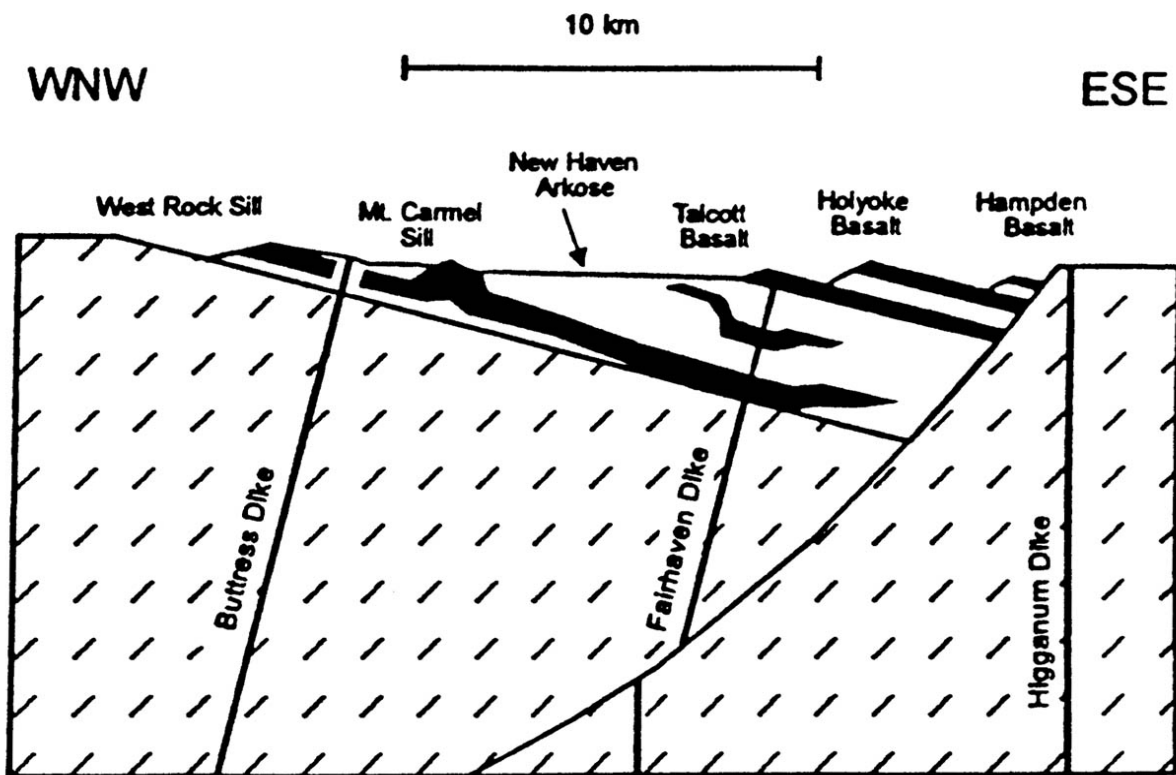 10 km
WNW
ESE
West Rock Sill
Mt. Carmel
Sill
New Haven
Arkose
Talcott
Basalt
Holyoke
Basalt
Hampden
Basalt
Buttress Dike
Fairhaven Dike
Higganum Dike